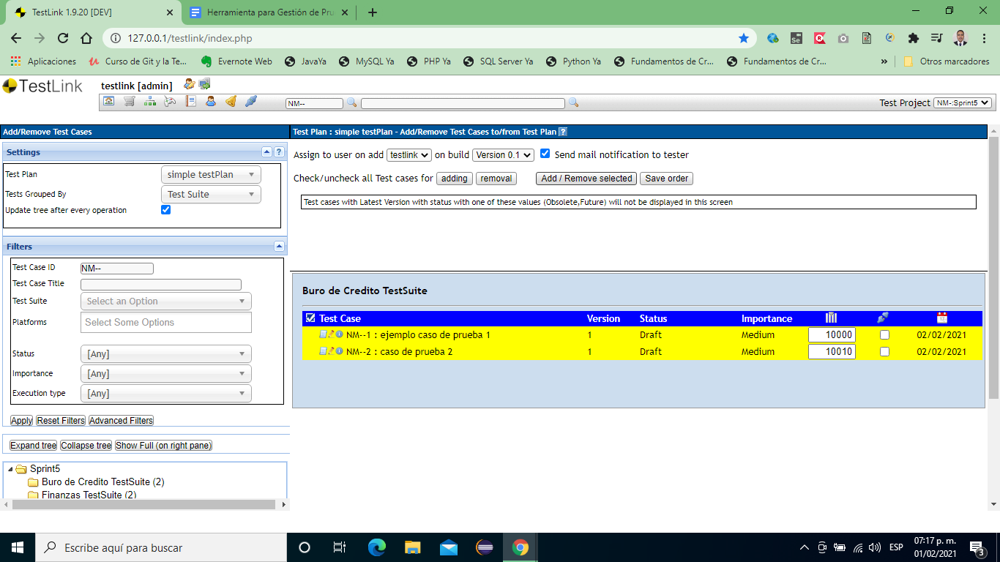 TestLink 1.9.20 [DEV]
Herramienta para Gestión de Pru
127.0.0.1/testlink/index.php
Aplicaciones
Curso de Git y la Te...
Evernote Web
JavaYa
MySQL Ya
PHP Ya
SQL Server Ya
Python Ya
Fundamentos de Cr...
Fundamentos de Cr...
»
Otros marcadores
TestLink
testlink [admin]
NM--
Test Project
NM-:Sprint5
Add/Remove Test Cases
Test Plan : simple testPlan - Add/Remove Test Cases to/from Test Plan ?
Settings
?
Test Plan
simple testPlan
Tests Grouped By
Test Suite
Update tree after every operation
Filters
Test Case ID
NM--
Test Case Title
Test Suite
Select an Option
Platforms
Select Some Options
Status
[Any]
Importance
[Any]
Execution type
[Any]
Apply
Reset Filters
Advanced Filters
Expand tree
Collapse tree
Show Full (on right pane)
Sprint5
Buro de Credito TestSuite (2)
Finanzas TestSuite (2)
Assign to user on add testlink on build Version 0.1 Send mail notification to tester
Check/uncheck all Test cases for adding removal Add / Remove selected Save order
Test cases with Latest Version with status with one of these values (Obsolete,Future) will not be displayed in this screen
Buro de Credito TestSuite
Test Case Version Status Importance
NM--1 : ejemplo caso de prueba 1 1 Draft Medium 10000 02/02/2021
NM--2 : caso de prueba 2 1 Draft Medium 10010 02/02/2021
Escribe aquí para buscar
ESP
07:17 p. m.
01/02/2021
3